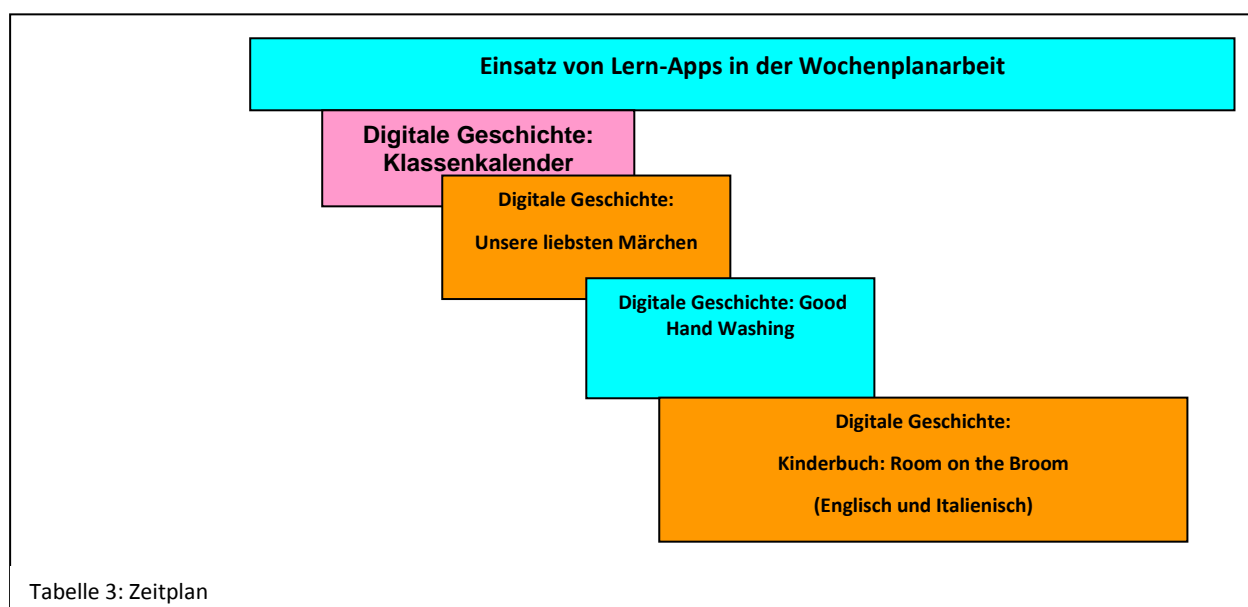 Einsatz von Lern-Apps in der Wochenplanarbeit
Digitale Geschichte:
Klassenkalender
Digitale Geschichte:
Unsere liebsten Märchen
Digitale Geschichte: Good
Hand Washing
Digitale Geschichte:
Kinderbuch: Room on the Broom
(Englisch und Italienisch)
Tabelle 3: Zeitplan